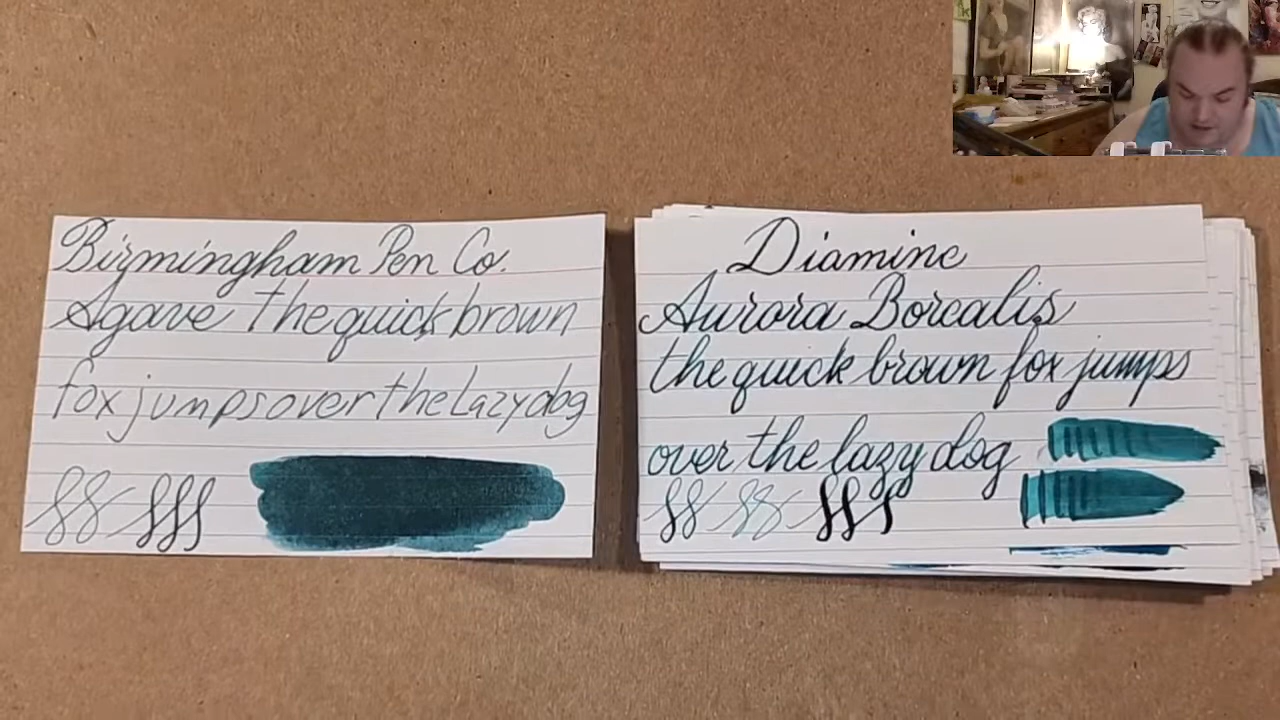 Birmingham Pen Co.
Agave The quick brown
fox jumps over the Lazy dog
Diamine
Aurora Borealis
the quick brown fox jumps
over the lazy dog